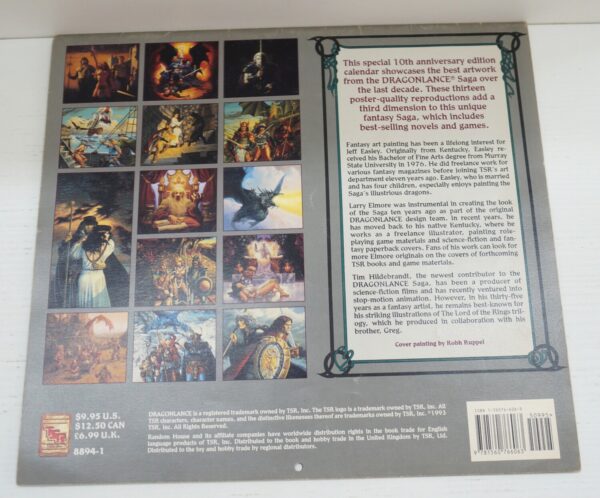 This special 10th anniversary edition
calendar showcases the best artwork
from the DRAGONLANCE® Saga over
the last decade. These thirteen
poster-quality reproductions add a
third dimension to this unique
fantasy Saga, which includes
best-selling novels and games.
Fantasy art painting has been a lifelong interest for
Jeff Easley. Originally from Kentucky, Easley re-
ceived his Bachelor of Fine Arts degree from Murray
State University in 1976. He did freelance work for
various fantasy magazines before joining TSR's art
department eleven years ago. Easley, who is married
and has four children, especially enjoys painting the
Saga's illustrious dragons.
Larry Elmore was instrumental in creating the look
of the Saga ten years ago as part of the original
DRAGONLANCE design team. In recent years, he
has moved back to his native Kentucky, where he
works as a freelance illustrator, painting role-
playing game materials and science-fiction and fan-
tasy paperback covers. Fans of his work can look for
more Elmore originals on the covers of forthcoming
TSR books and game materials.
Tim Hildebrandt, the newest contributor to the
DRAGONLANCE Saga, has been a producer of
science-fiction films and has recently ventured into
stop-motion animation. However, in his thirty-five
years as a fantasy artist, he remains best-known for
his striking illustrations of The Lord of the Rings tril-
ogy, which he produced in collaboration with his
brother, Greg.
Cover painting by Robh Ruppel
TSR
$9.95 U.S.
$12.50 CAN
£6.99 U.K.
8894-1
DRAGONLANCE is a registered trademark owned by TSR, Inc. The TSR logo is a trademark owned by TSR, Inc. All
TSR characters, character names, and the distinctive likenesses thereof are trademarks owned by TSR, Inc. ©1993
TSR, Inc. All Rights Reserved.
Random House and its affiliate companies have worldwide distribution rights in the book trade for English
language products of TSR, Inc. Distributed to the book and hobby trade in the United Kingdom by TSR, Ltd.
Distributed to the toy and hobby trade by regional distributors.
50995
9 781560 766063